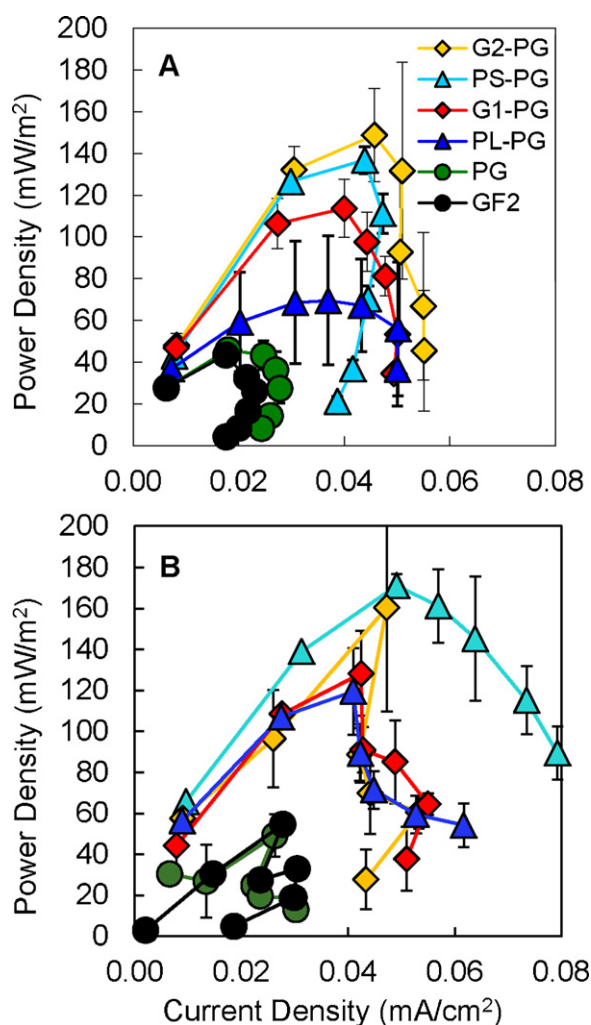 A
G2-PG
PS-PG
G1-PG
PL-PG
PG
GF2
Power Density (mW/m²)
200
180
160
140
120
100
80
60
40
20
0
0.00 0.02 0.04 0.06 0.08
B
Power Density (mW/m²)
200
180
160
140
120
100
80
60
40
20
0
0.00 0.02 0.04 0.06 0.08
Current Density (mA/cm²)